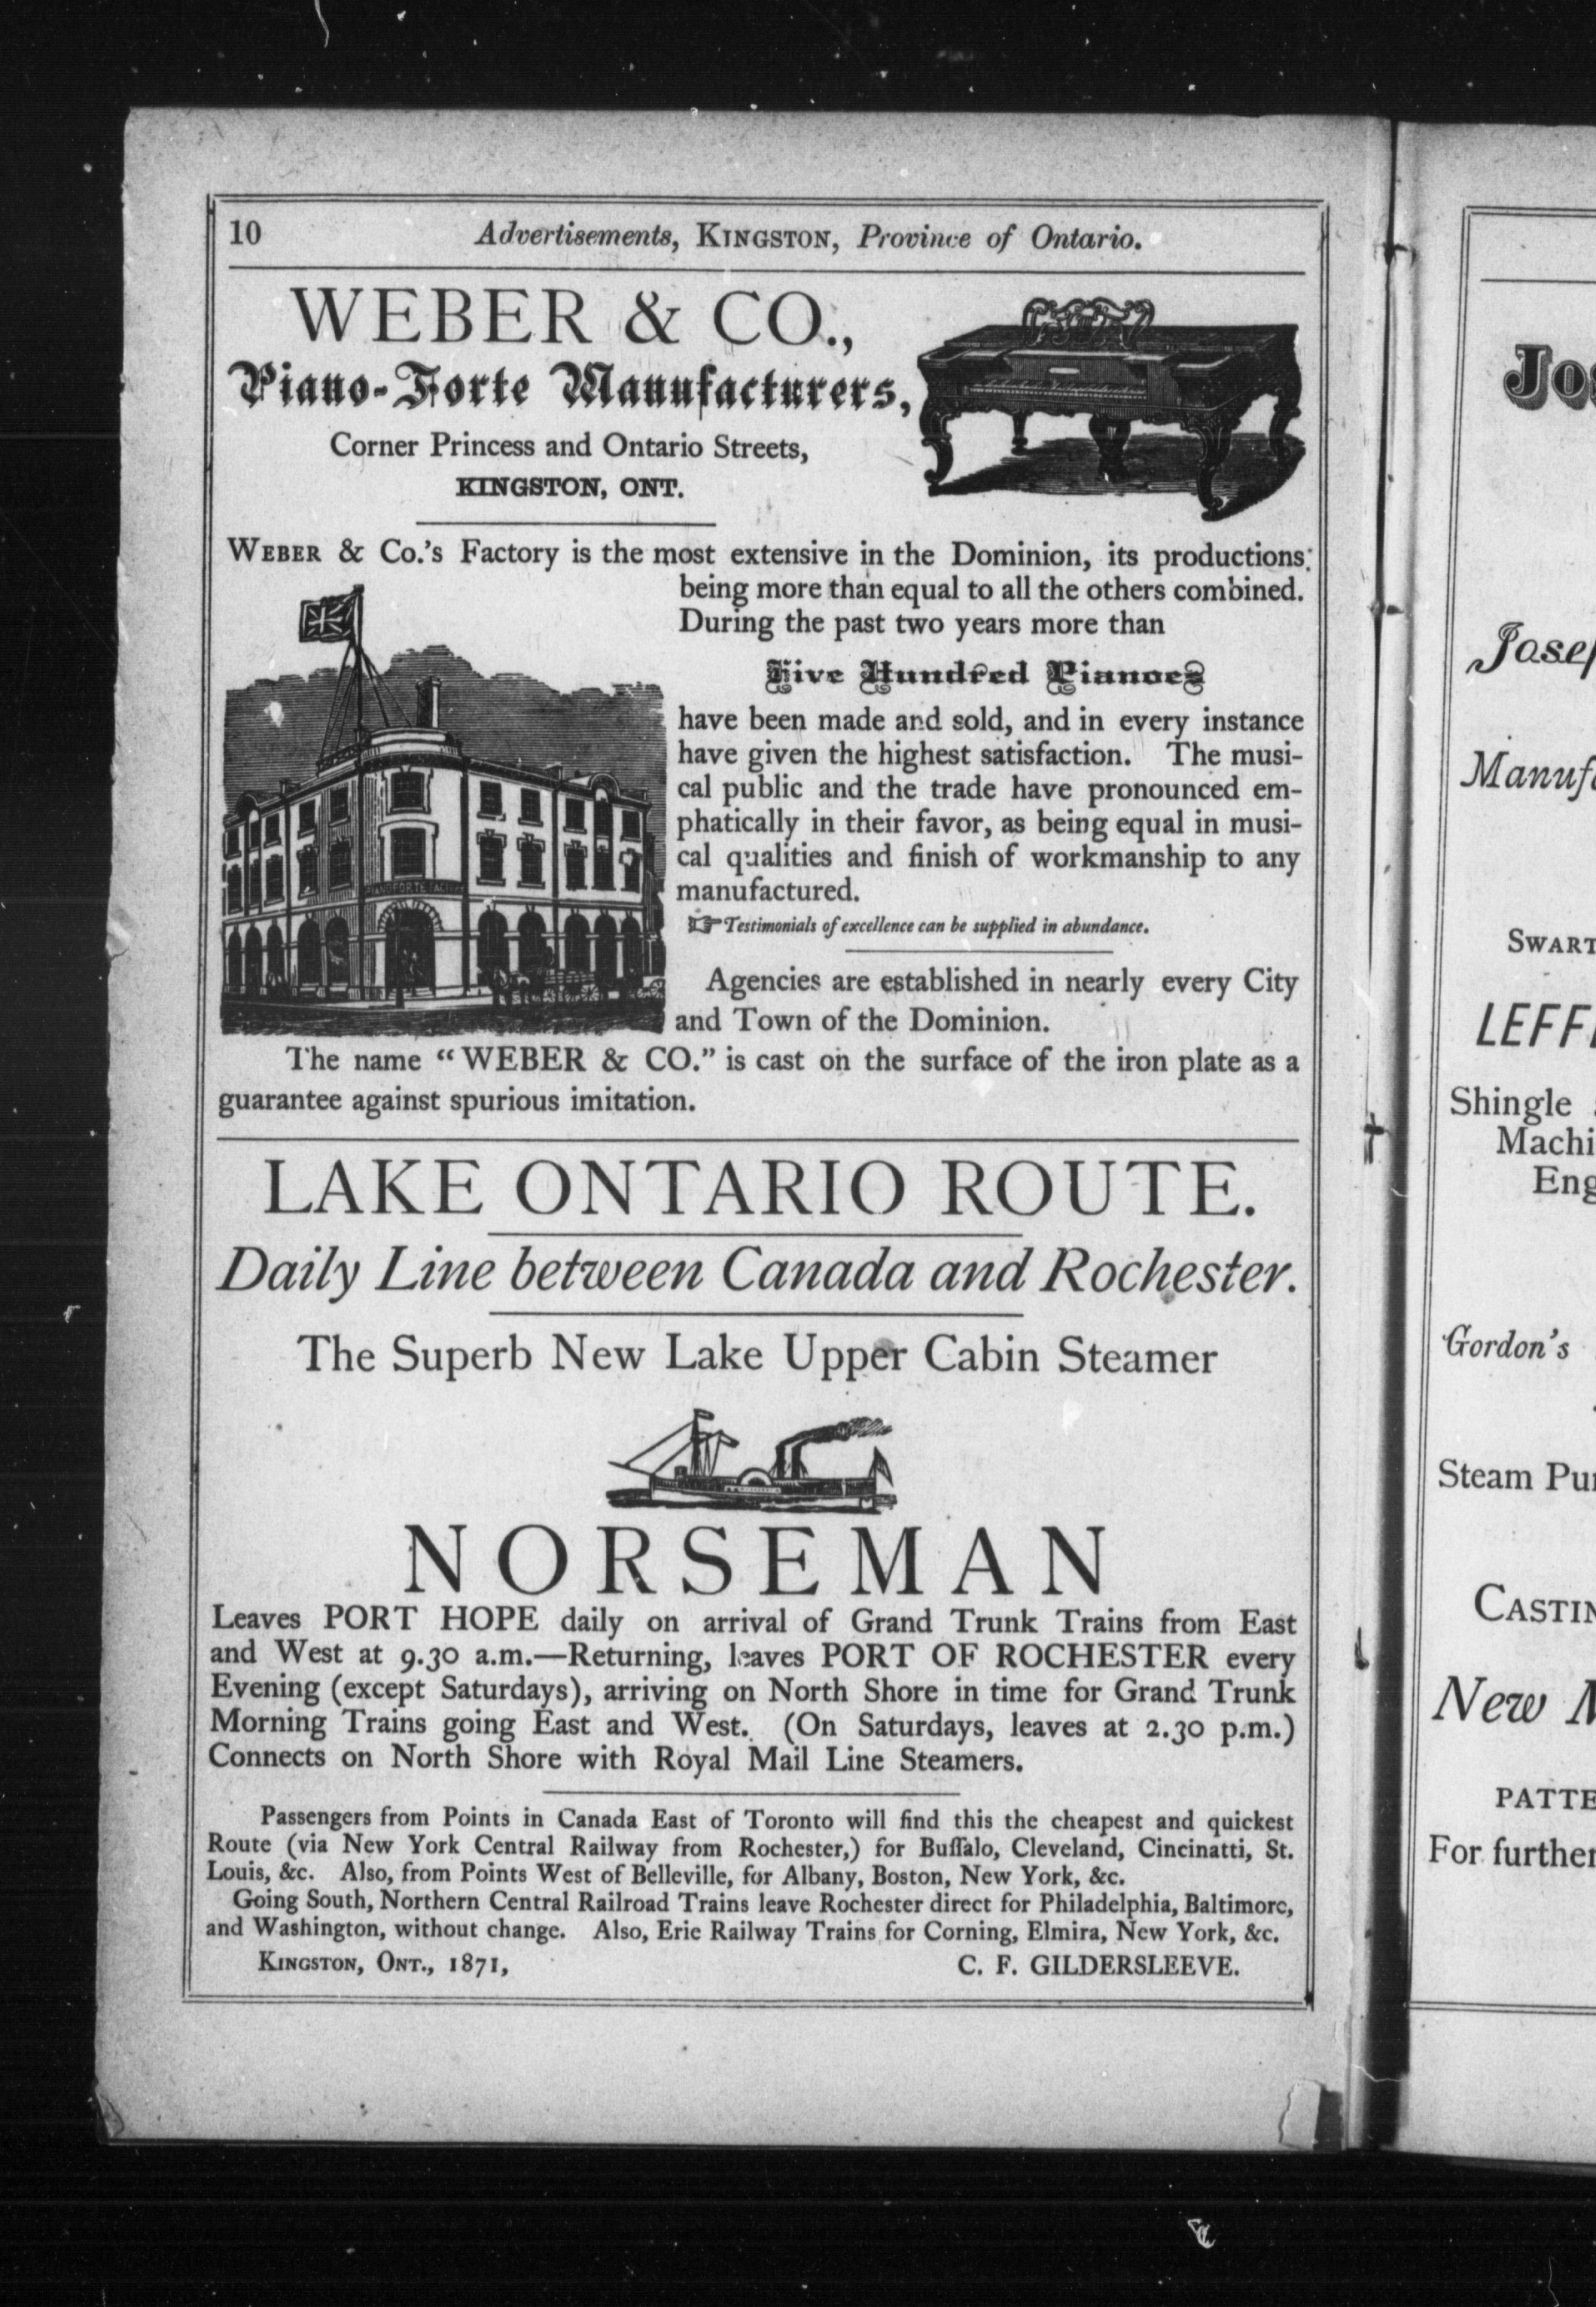 10 Advertisements, KINGSTON, Province of Ontario.
WEBER & CO.,
Piano-Forte Manufacturers,
Corner Princess and Ontario Streets,
KINGSTON, ONT.
WEBER & Co.'s Factory is the most extensive in the Dominion, its productions
being more than equal to all the others combined.
During the past two years more than
Five Hundred Pianoes
have been made and sold, and in every instance
have given the highest satisfaction. The musi-
cal public and the trade have pronounced em-
phatically in their favor, as being equal in musi-
cal qualities and finish of workmanship to any
manufactured.
☞ Testimonials of excellence can be supplied in abundance.
PIANOFORTE FACTORY
Agencies are established in nearly every City
and Town of the Dominion.
The name "WEBER & CO." is cast on the surface of the iron plate as a
guarantee against spurious imitation.
LAKE ONTARIO ROUTE.
Daily Line between Canada and Rochester.
The Superb New Lake Upper Cabin Steamer
NORSEMAN
Leaves PORT HOPE daily on arrival of Grand Trunk Trains from East
and West at 9.30 a.m.—Returning, leaves PORT OF ROCHESTER every
Evening (except Saturdays), arriving on North Shore in time for Grand Trunk
Morning Trains going East and West. (On Saturdays, leaves at 2.30 p.m.)
Connects on North Shore with Royal Mail Line Steamers.
Passengers from Points in Canada East of Toronto will find this the cheapest and quickest
Route (via New York Central Railway from Rochester,) for Buffalo, Cleveland, Cincinatti, St.
Louis, &c. Also, from Points West of Belleville, for Albany, Boston, New York, &c.
Going South, Northern Central Railroad Trains leave Rochester direct for Philadelphia, Baltimore,
and Washington, without change. Also, Erie Railway Trains for Corning, Elmira, New York, &c.
KINGSTON, ONT., 1871, C. F. GILDERSLEEVE.
Shingle
Gordon's
Steam
New
For further